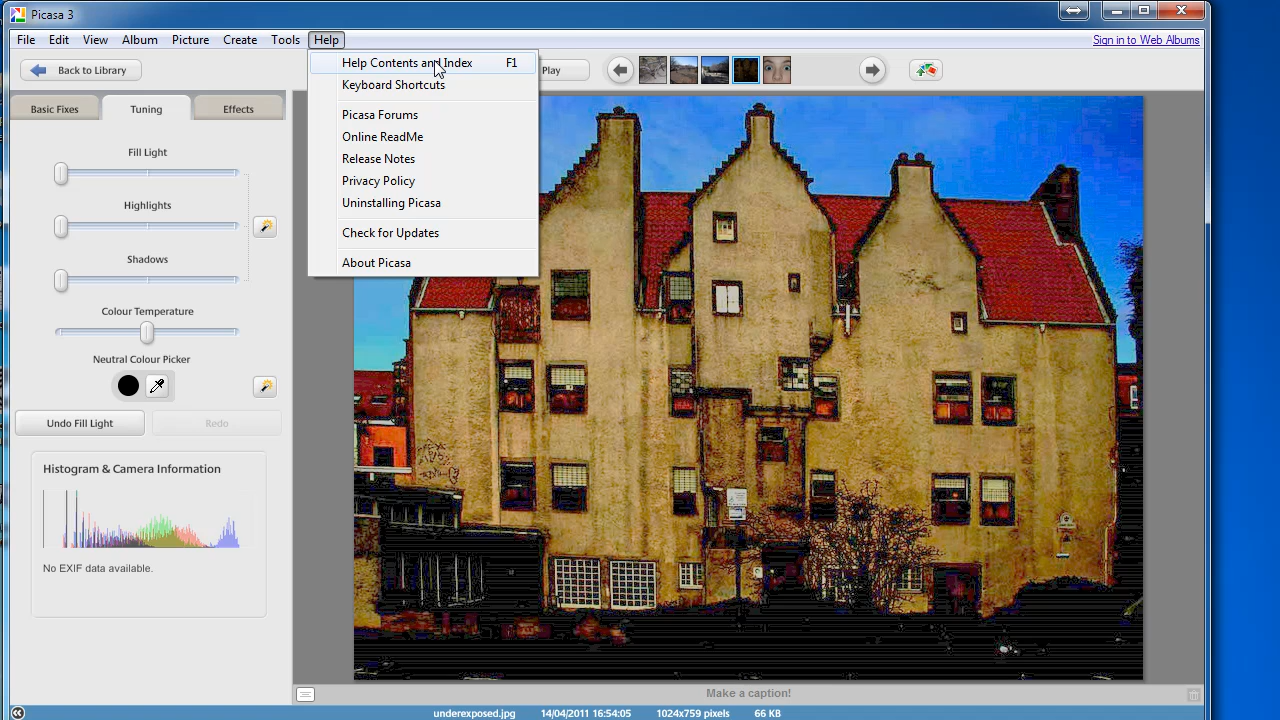 Picasa 3
File Edit View Album Picture Create Tools Help
Sign in to Web Albums
Back to Library
Play
Help Contents and Index F1
Keyboard Shortcuts
Picasa Forums
Online ReadMe
Release Notes
Privacy Policy
Uninstalling Picasa
Check for Updates
About Picasa
Basic Fixes Tuning Effects
Fill Light
Highlights
Shadows
Colour Temperature
Neutral Colour Picker
Undo Fill Light Redo
Histogram & Camera Information
No EXIF data available.
Make a caption!
underexposed.jpg 14/04/2011 16:54:05 1024x759 pixels 66 KB